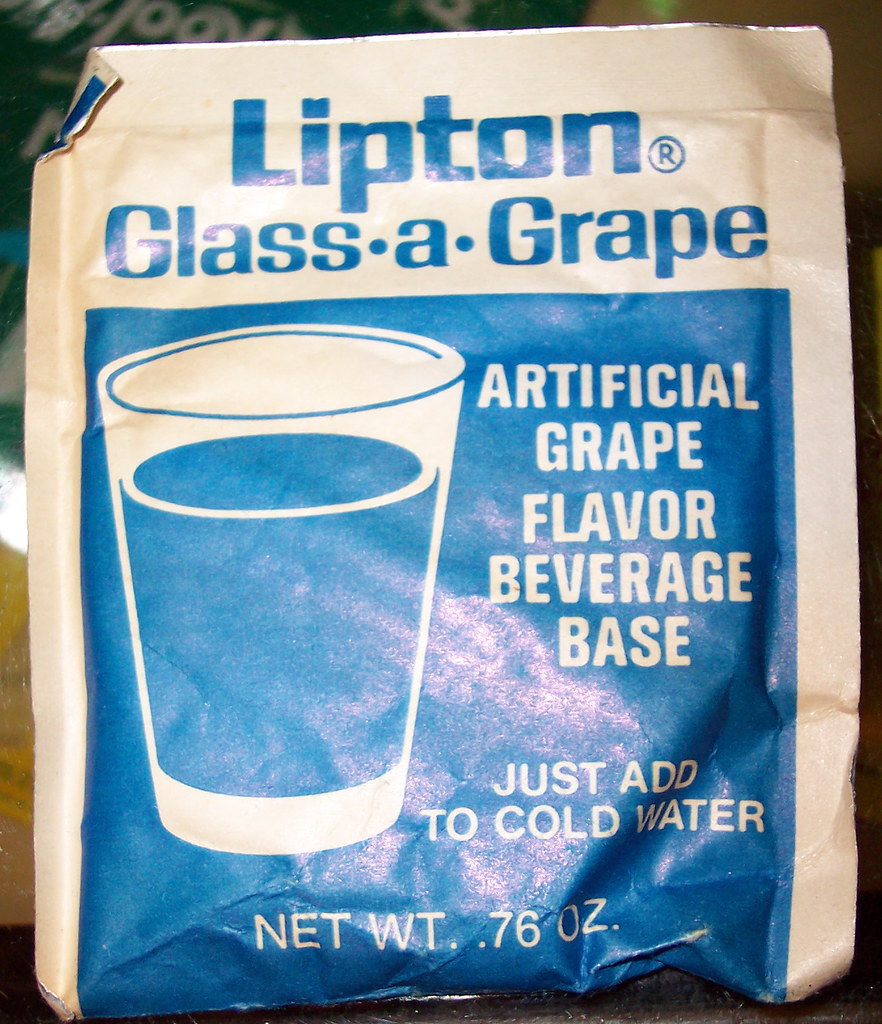 Lipton®
Glass·a·Grape
ARTIFICIAL
GRAPE
FLAVOR
BEVERAGE
BASE
JUST ADD
TO COLD WATER
NET WT. .76 OZ.